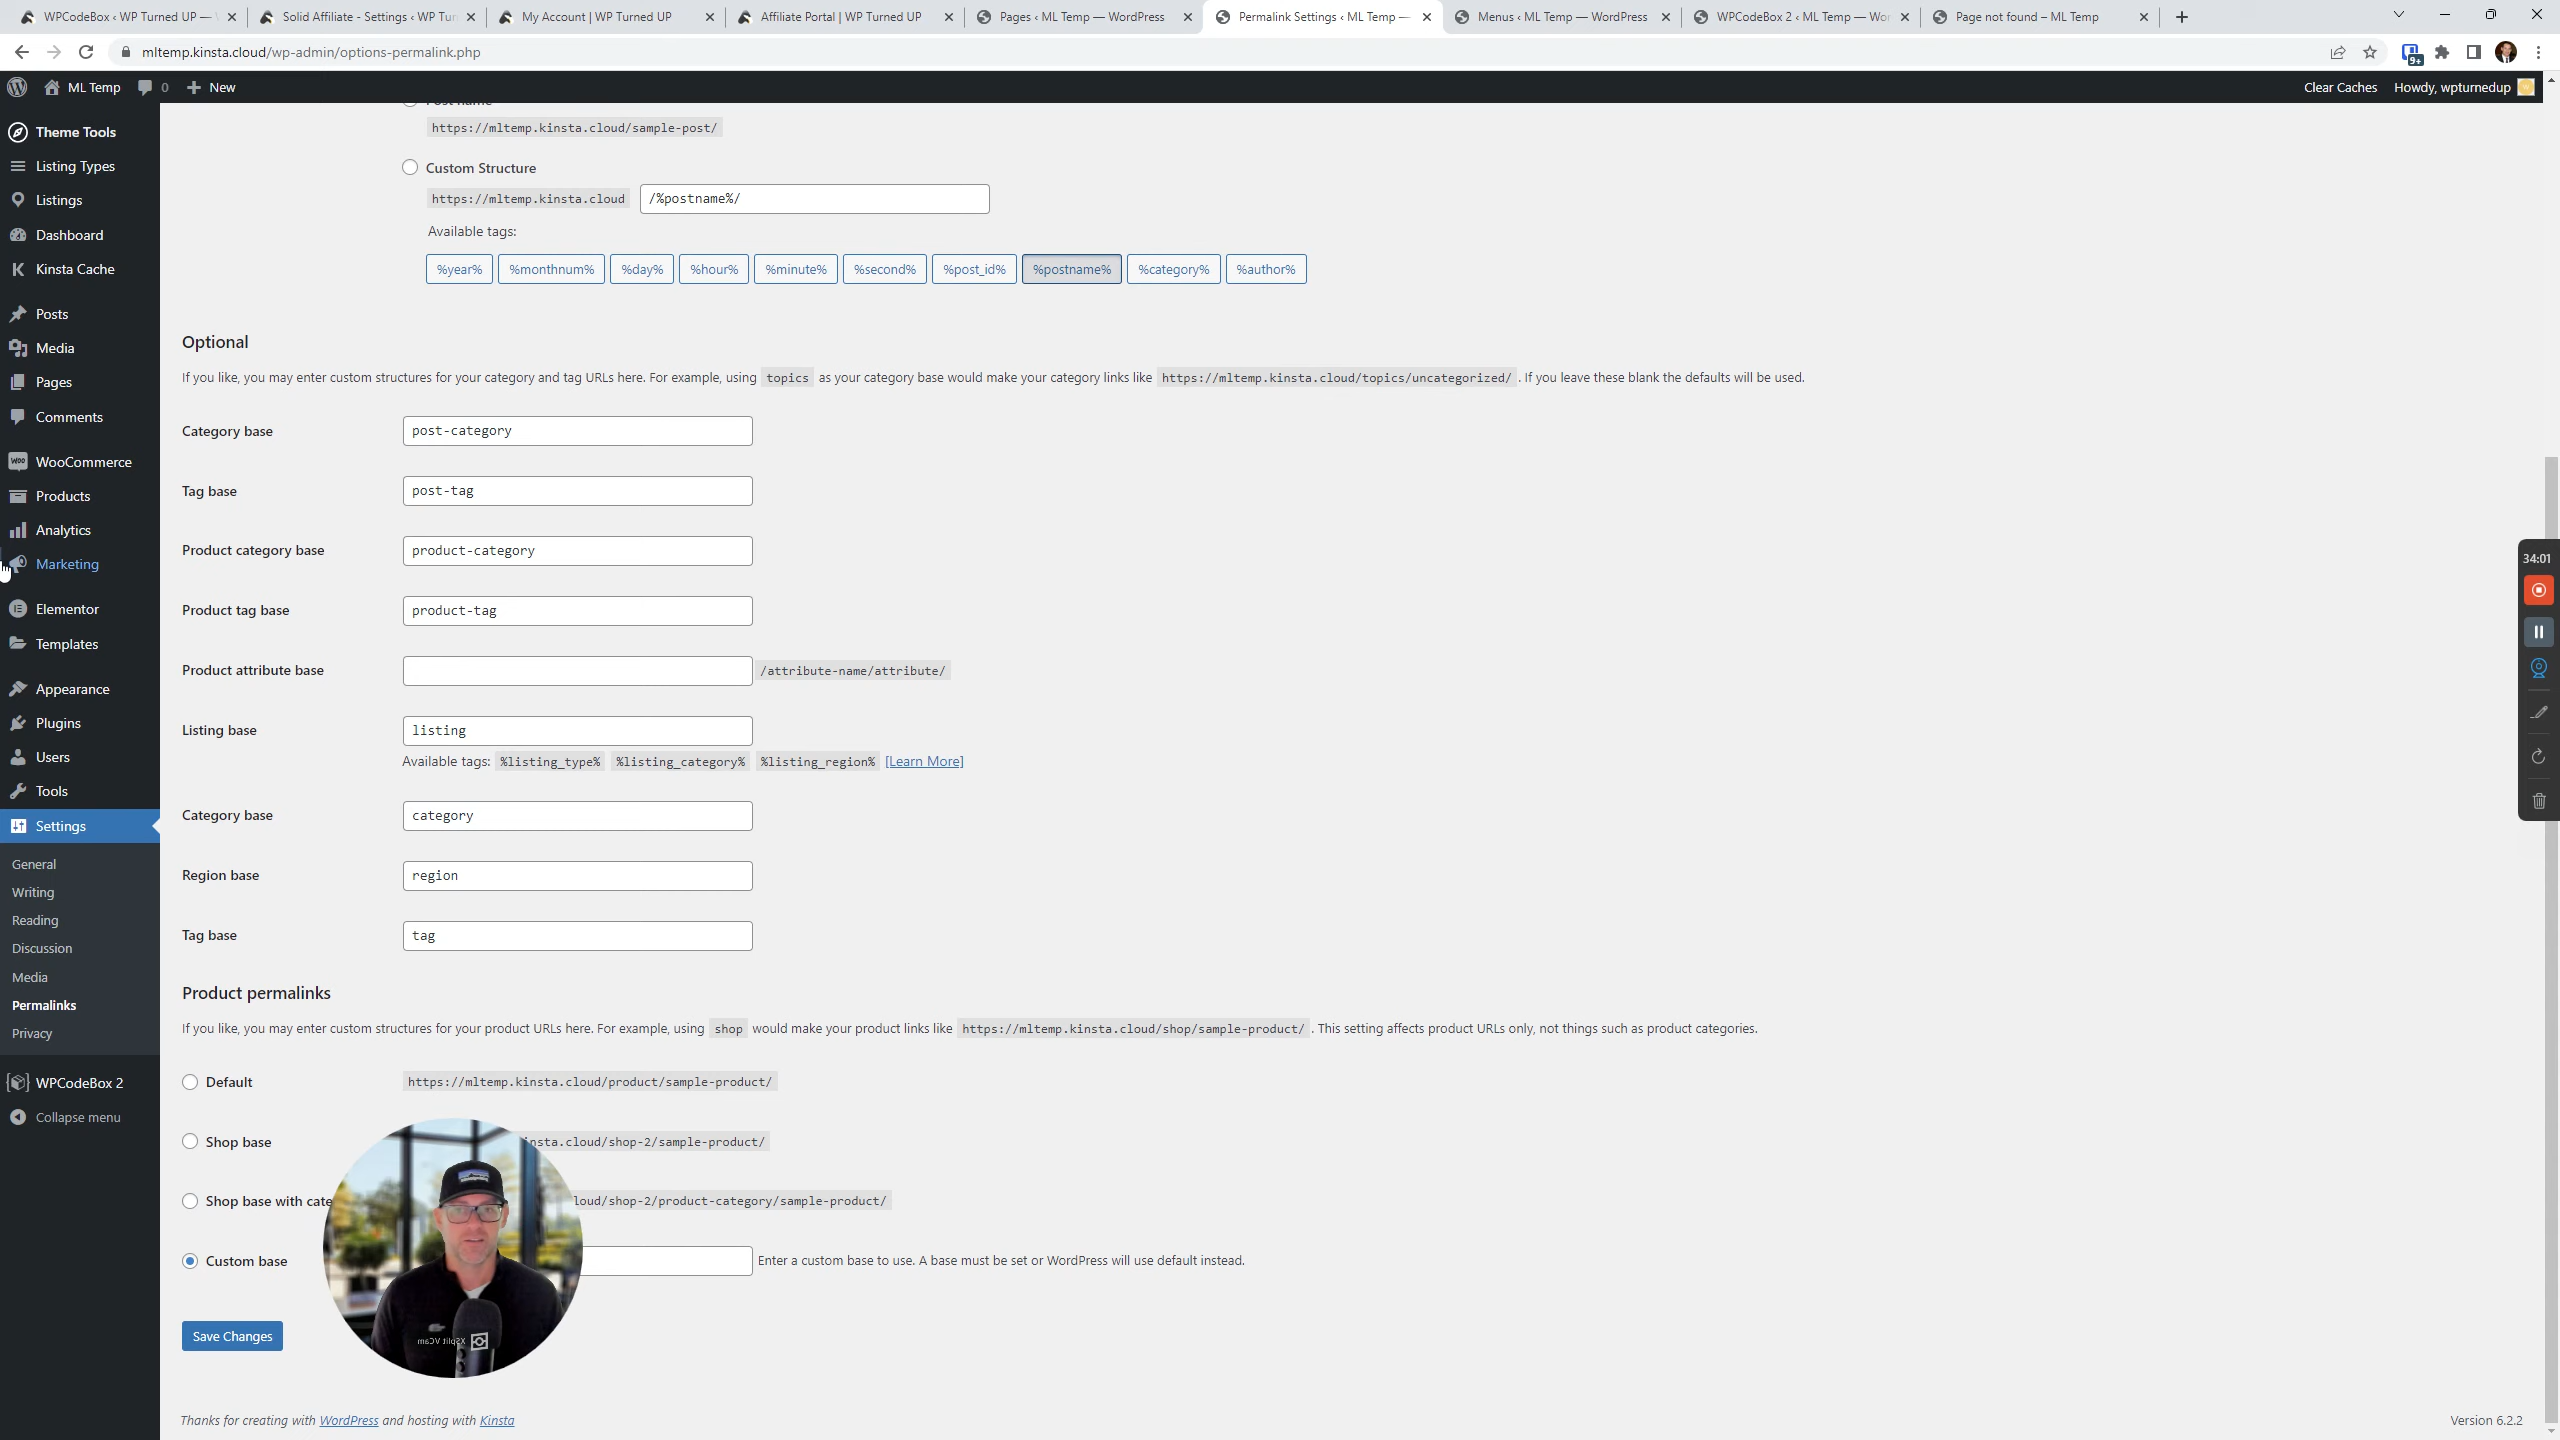 WPCodeBox ‹ WP Turned UP —
Solid Affiliate - Settings ‹ WP Tur
My Account | WP Turned UP
Affiliate Portal | WP Turned UP
Pages ‹ ML Temp — WordPress
Permalink Settings ‹ ML Temp —
Menus ‹ ML Temp — WordPress
WPCodeBox 2 ‹ ML Temp — Wor
Page not found – ML Temp
mltemp.kinsta.cloud/wp-admin/options-permalink.php
9+
ML Temp
0
New
Clear Caches
Howdy, wpturnedup
Theme Tools
Listing Types
Listings
Dashboard
Kinsta Cache
Posts
Media
Pages
Comments
WooCommerce
Products
Analytics
Marketing
Elementor
Templates
Appearance
Plugins
Users
Tools
Settings
General
Writing
Reading
Discussion
Media
Permalinks
Privacy
WPCodeBox 2
Collapse menu
Post name
https://mltemp.kinsta.cloud/sample-post/
Custom Structure
https://mltemp.kinsta.cloud /%postname%/
Available tags:
%year% %monthnum% %day% %hour% %minute% %second% %post_id% %postname% %category% %author%
Optional
If you like, you may enter custom structures for your category and tag URLs here. For example, using topics as your category base would make your category links like https://mltemp.kinsta.cloud/topics/uncategorized/ . If you leave these blank the defaults will be used.
Category base post-category
Tag base post-tag
Product category base product-category
Product tag base product-tag
Product attribute base /attribute-name/attribute/
Listing base listing
Available tags: %listing_type% %listing_category% %listing_region% [Learn More]
Category base category
Region base region
Tag base tag
Product permalinks
If you like, you may enter custom structures for your product URLs here. For example, using shop would make your product links like https://mltemp.kinsta.cloud/shop/sample-product/ . This setting affects product URLs only, not things such as product categories.
Default https://mltemp.kinsta.cloud/product/sample-product/
Shop base insta.cloud/shop-2/sample-product/
Shop base with cate loud/shop-2/product-category/sample-product/
Custom base Enter a custom base to use. A base must be set or WordPress will use default instead.
XSplit VCam
Save Changes
Thanks for creating with WordPress and hosting with Kinsta
Version 6.2.2
34:01